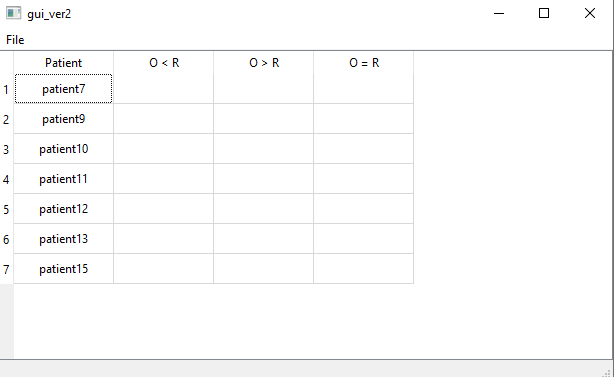 gui_ver2
File
Patient O < R O > R O = R
1 patient7
2 patient9
3 patient10
4 patient11
5 patient12
6 patient13
7 patient15